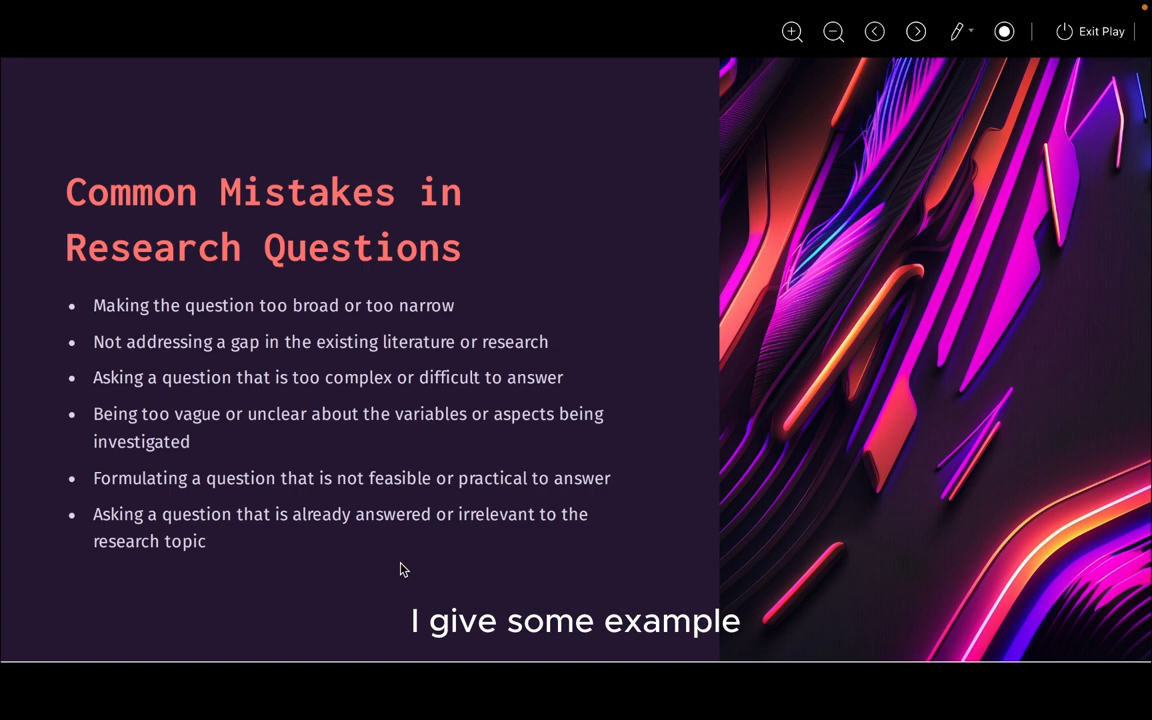 Exit Play
Common Mistakes in
Research Questions
• Making the question too broad or too narrow
• Not addressing a gap in the existing literature or research
• Asking a question that is too complex or difficult to answer
• Being too vague or unclear about the variables or aspects being
investigated
• Formulating a question that is not feasible or practical to answer
• Asking a question that is already answered or irrelevant to the
research topic
I give some example